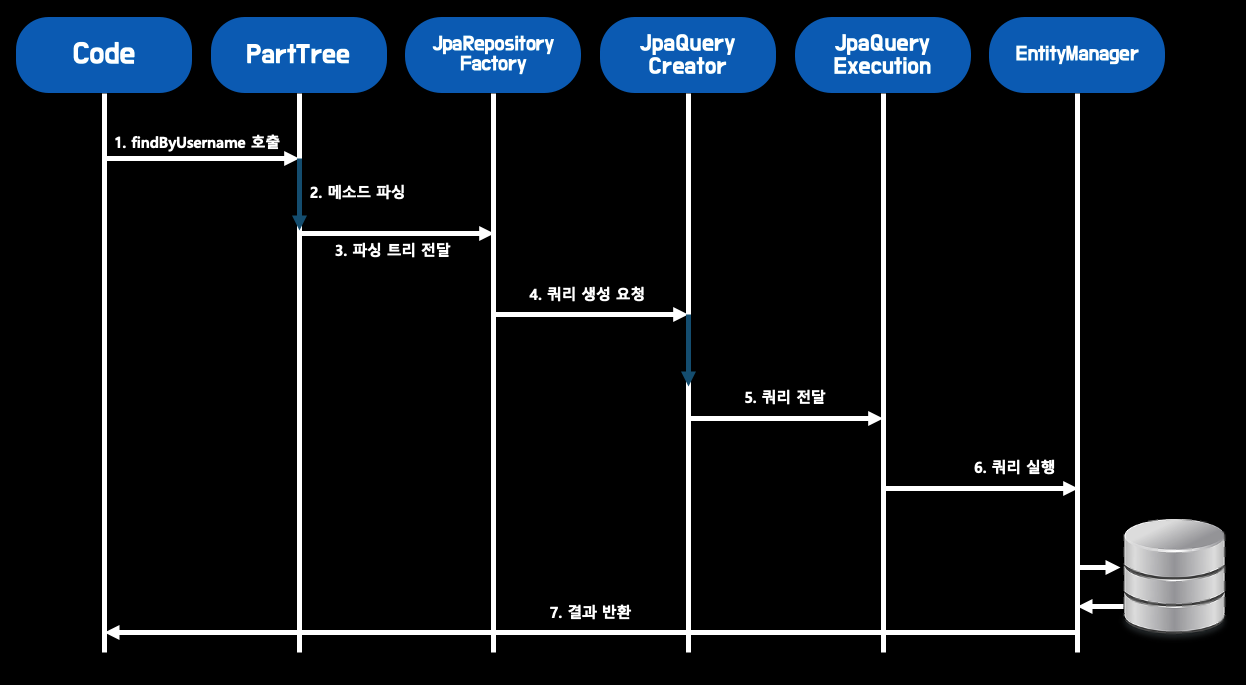 Code
PartTree
JpaRepository
Factory
JpaQuery
Creator
JpaQuery
Execution
EntityManager
1. findByUsername 호출
2. 메소드 파싱
3. 파싱 트리 전달
4. 쿼리 생성 요청
5. 쿼리 전달
6. 쿼리 실행
7. 결과 반환